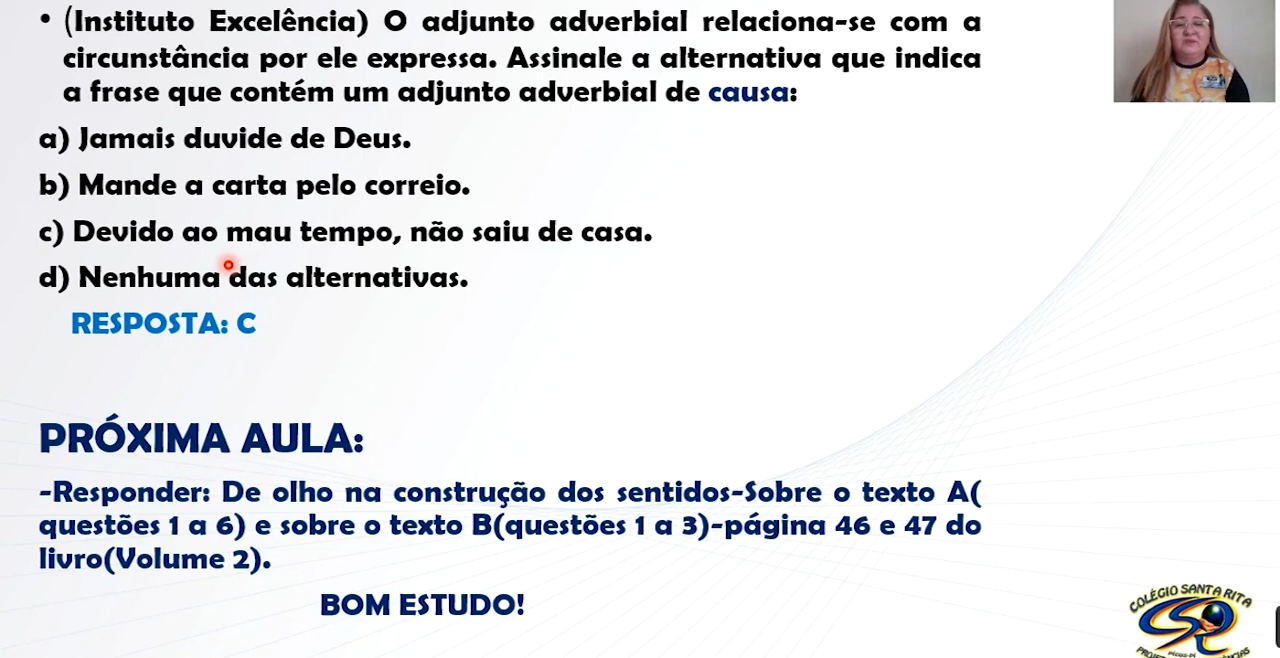 • (Instituto Excelência) O adjunto adverbial relaciona-se com a
circunstância por ele expressa. Assinale a alternativa que indica
a frase que contém um adjunto adverbial de causa:
a) Jamais duvide de Deus.
b) Mande a carta pelo correio.
c) Devido ao mau tempo, não saiu de casa.
d) Nenhuma das alternativas.
RESPOSTA: C
PRÓXIMA AULA:
-Responder: De olho na construção dos sentidos-Sobre o texto A(
questões 1 a 6) e sobre o texto B(questões 1 a 3)-página 46 e 47 do
livro(Volume 2).
BOM ESTUDO!
COLÉGIO SANTA RITA